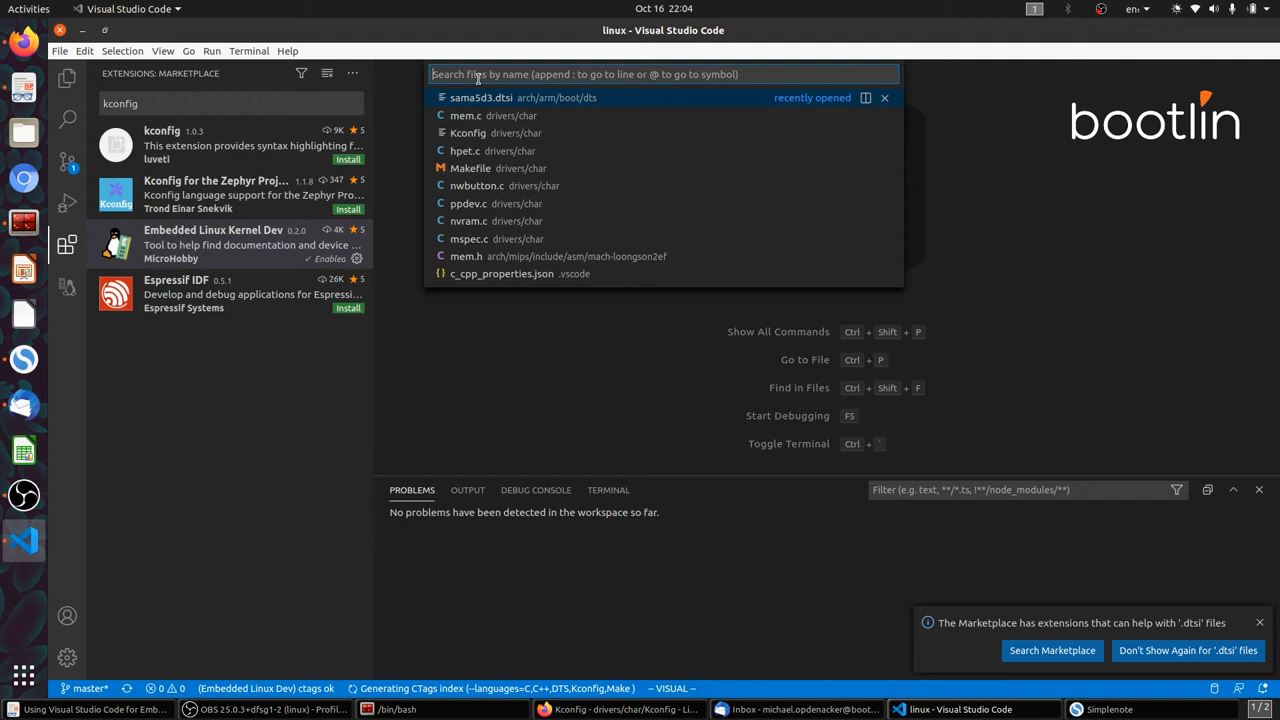 Activities
Visual Studio Code
Oct 16 22:04
en
linux - Visual Studio Code
File Edit Selection View Go Run Terminal Help
EXTENSIONS: MARKETPLACE
kconfig
kconfig 1.0.3 9K 5
This extension provides syntax highlighting f...
luveti Install
Kconfig for the Zephyr Proj... 1.1.8 347 5
Kconfig language support for the Zephyr Pro...
Trond Einar Snekvik Install
Embedded Linux Kernel Dev 0.2.0 4K 5
Tool to help find documentation and device ...
MicroHobby Enabled
Espressif IDF 0.5.1 26K 5
Develop and debug applications for Espressi...
Espressif Systems Install
Kconfig
1
Search files by name (append : to go to line or @ to go to symbol)
sama5d3.dtsi arch/arm/boot/dts recently opened
mem.c drivers/char
Kconfig drivers/char
hpet.c drivers/char
Makefile drivers/char
nwbutton.c drivers/char
ppdev.c drivers/char
nvram.c drivers/char
mspec.c drivers/char
mem.h arch/mips/include/asm/mach-loongson2ef
c_cpp_properties.json .vscode
bootlin
Show All Commands Ctrl + Shift + P
Go to File Ctrl + P
Find in Files Ctrl + Shift + F
Start Debugging F5
Toggle Terminal Ctrl + `
PROBLEMS OUTPUT DEBUG CONSOLE TERMINAL
Filter (e.g. text, **/*.ts, !**/node_modules/**)
No problems have been detected in the workspace so far.
The Marketplace has extensions that can help with '.dtsi' files
Search Marketplace
Don't Show Again for '.dtsi' files
master* 0 0 (Embedded Linux Dev) ctags ok Generating CTags index (--languages=C,C++,DTS,Kconfig,Make ) -- VISUAL --
Using Visual Studio Code for Emb...
OBS 25.0.3+dfsg1-2 (linux) - Profil...
/bin/bash
Kconfig - drivers/char/Kconfig - Li...
Inbox - michael.opdenacker@boot...
linux - Visual Studio Code
Simplenote
1 / 2